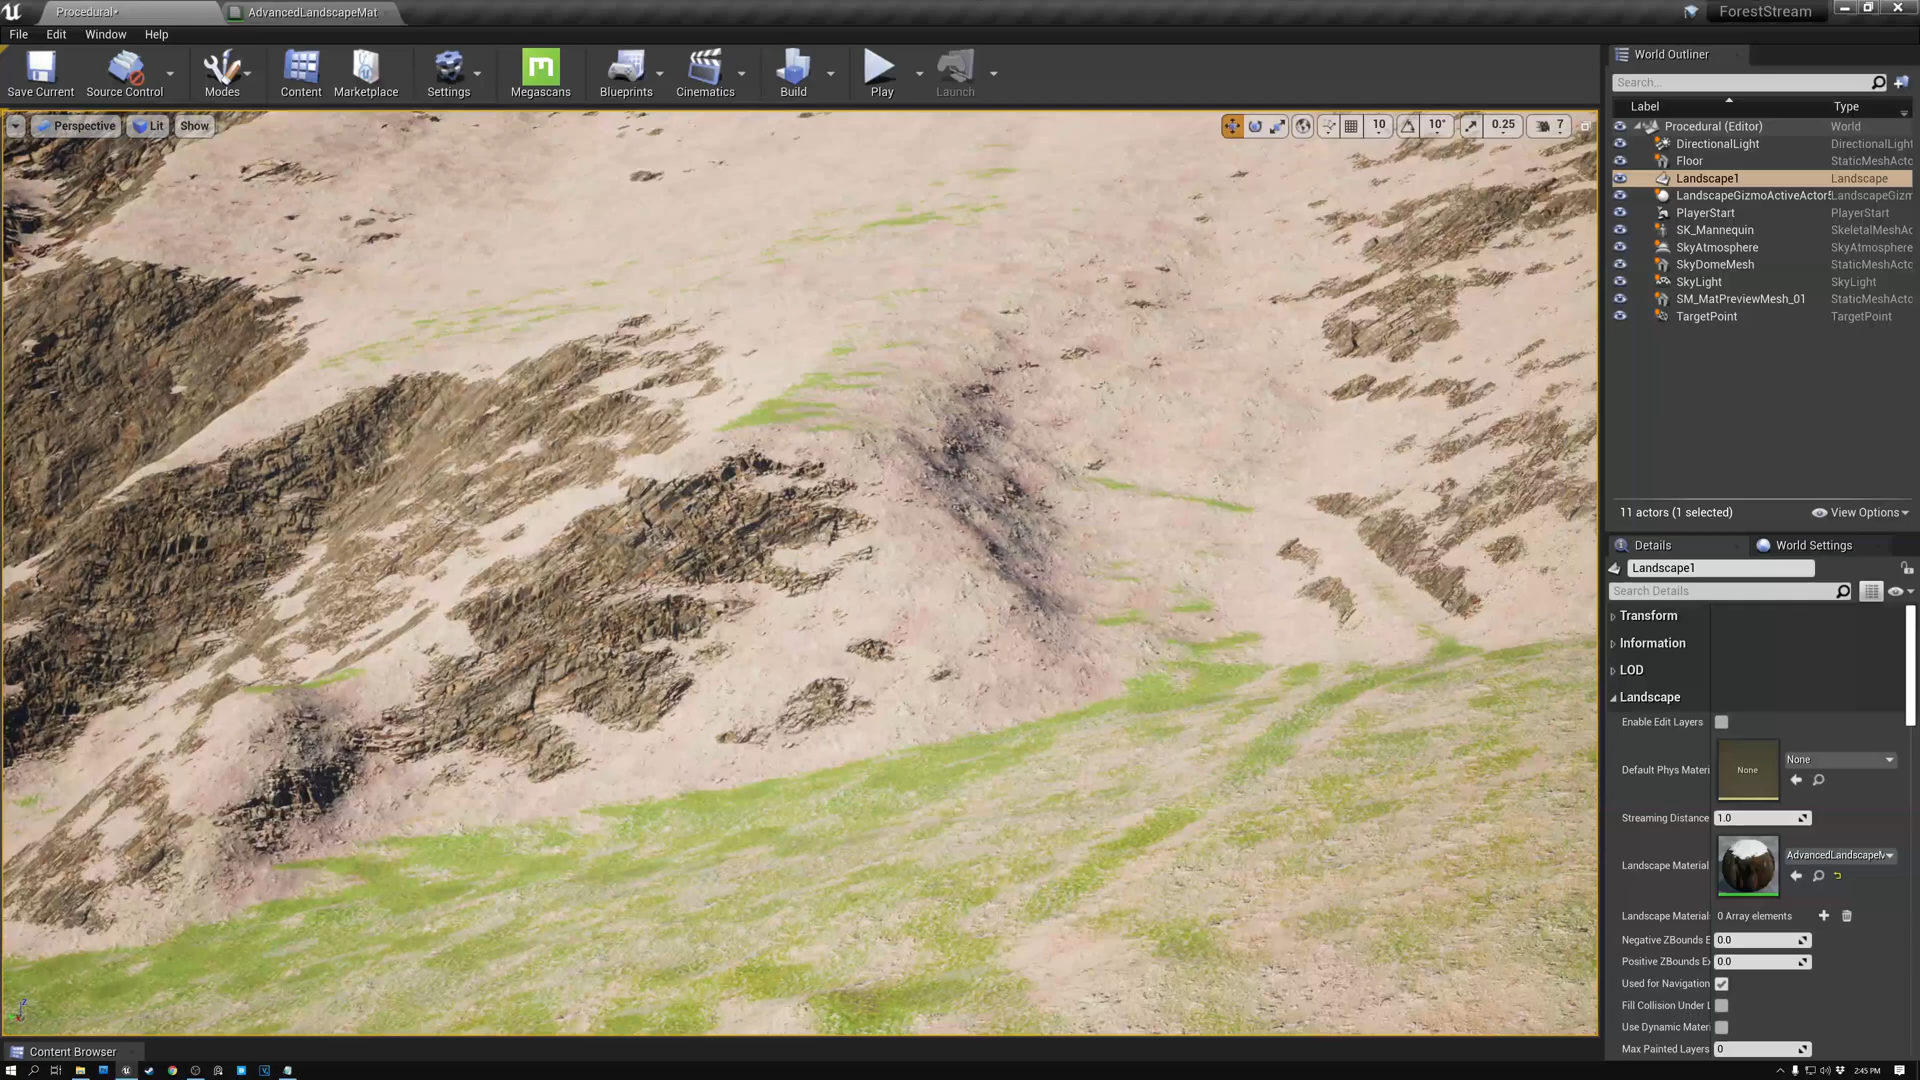 Procedural•
AdvancedLandscapeMat
ForestStream
File
Edit
Window
Help
Save Current
Source Control
Modes
Content
Marketplace
Settings
Megascans
Blueprints
Cinematics
Build
Play
Launch
Perspective
Lit
Show
10
10°
0.25
7
World Outliner
Search...
Label
Type
Procedural (Editor)
World
DirectionalLight
DirectionalLight
Floor
StaticMeshActo
Landscape1
Landscape
LandscapeGizmoActiveActor
LandscapeGizm
PlayerStart
PlayerStart
SK_Mannequin
SkeletalMeshAc
SkyAtmosphere
SkyAtmosphere
SkyDomeMesh
StaticMeshActo
SkyLight
SkyLight
SM_MatPreviewMesh_01
StaticMeshActo
TargetPoint
TargetPoint
11 actors (1 selected)
View Options
Details
World Settings
Landscape1
Search Details
Transform
Information
LOD
Landscape
Enable Edit Layers
Default Phys Materi
None
None
Streaming Distance
1.0
Landscape Material
AdvancedLandscapeM
Landscape Material
0 Array elements
Negative ZBounds E
0.0
Positive ZBounds Ex
0.0
Used for Navigation
Fill Collision Under L
Use Dynamic Mater
Max Painted Layers
0
Content Browser
2:45 PM